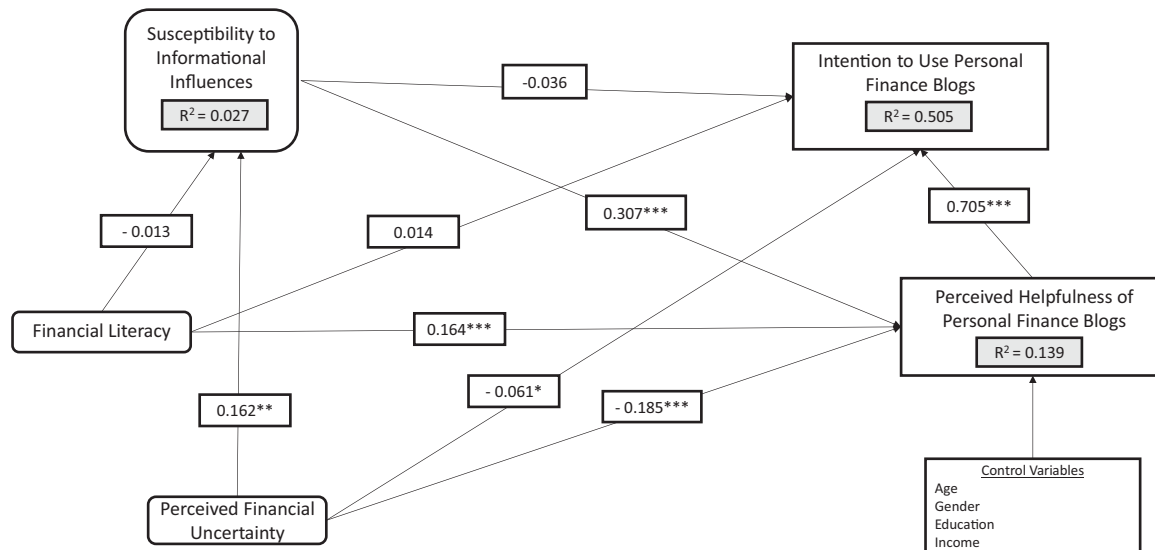 Susceptibility to
Informational
Influences
R² = 0.027
-0.036
Intention to Use Personal
Finance Blogs
R² = 0.505
- 0.013
0.014
0.307***
0.705***
Financial Literacy
0.164***
Perceived Helpfulness of
Personal Finance Blogs
R² = 0.139
0.162**
- 0.061*
- 0.185***
Perceived Financial
Uncertainty
Control Variables
Age
Gender
Education
Income